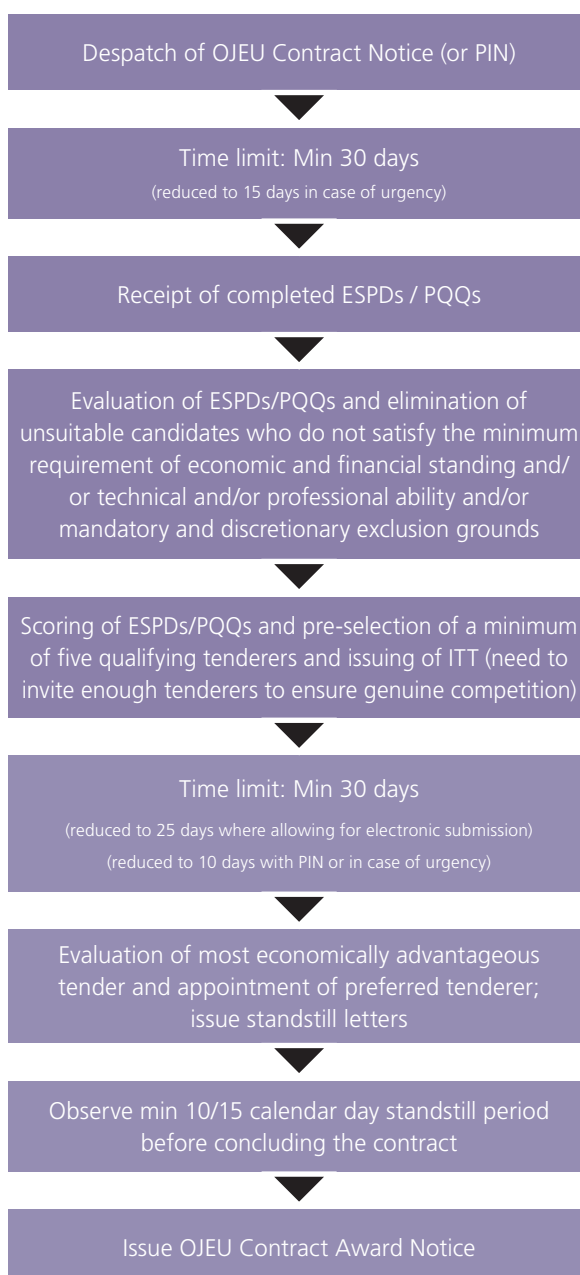 Despatch of OJEU Contract Notice (or PIN)
Time limit: Min 30 days
(reduced to 15 days in case of urgency)
Receipt of completed ESPDs / PQQs
Evaluation of ESPDs/PQQs and elimination of
unsuitable candidates who do not satisfy the minimum
requirement of economic and financial standing and/
or technical and/or professional ability and/or
mandatory and discretionary exclusion grounds
Scoring of ESPDs/PQQs and pre-selection of a minimum
of five qualifying tenderers and issuing of ITT (need to
invite enough tenderers to ensure genuine competition)
Time limit: Min 30 days
(reduced to 25 days where allowing for electronic submission)
(reduced to 10 days with PIN or in case of urgency)
Evaluation of most economically advantageous
tender and appointment of preferred tenderer;
issue standstill letters
Observe min 10/15 calendar day standstill period
before concluding the contract
Issue OJEU Contract Award Notice